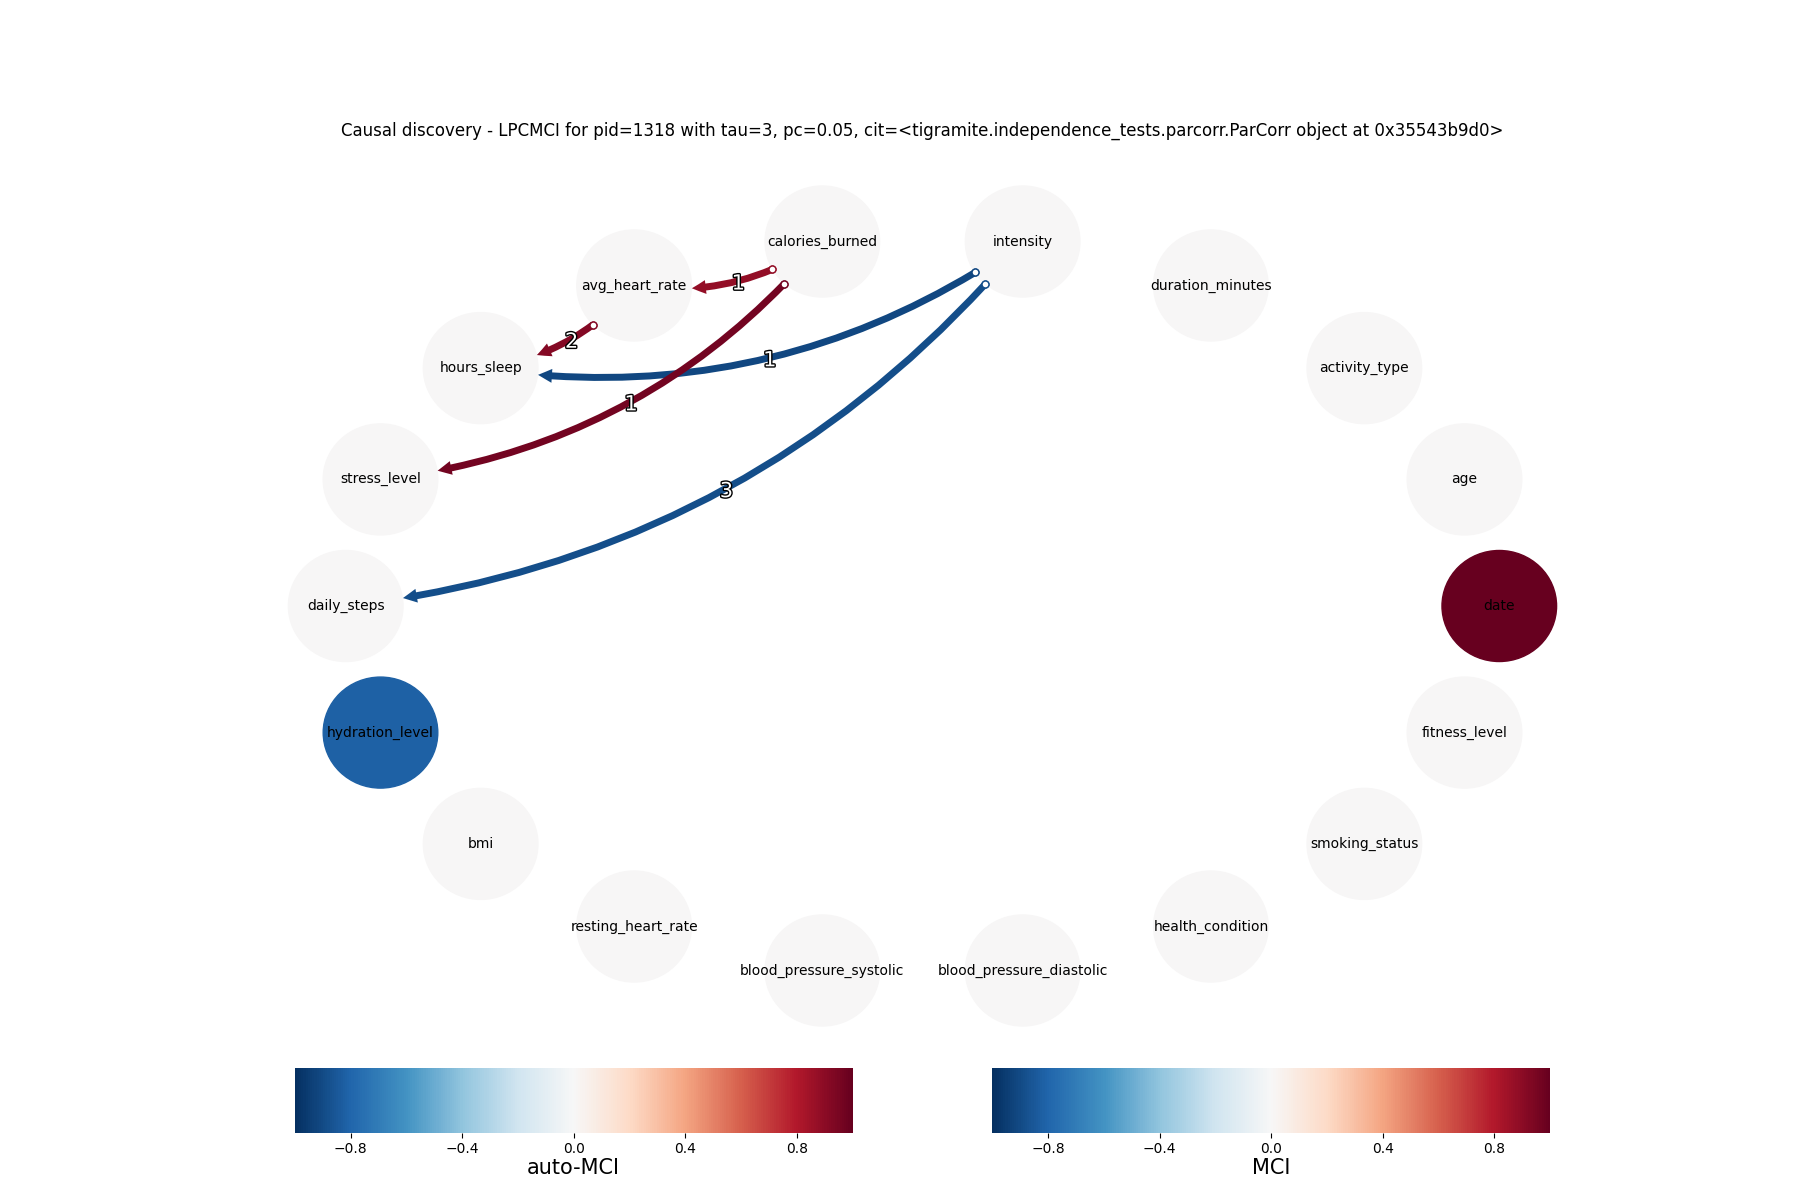 Causal discovery - LPCMCI for pid=1318 with tau=3, pc=0.05, cit=<tigramite.independence_tests.parcorr.ParCorr object at 0x35543b9d0>
calories_burned
intensity
avg_heart_rate
1
duration_minutes
2
hours_sleep
1
activity_type
1
stress_level
3
age
daily_steps
date
hydration_level
fitness_level
bmi
smoking_status
resting_heart_rate
health_condition
blood_pressure_systolic
blood_pressure_diastolic
−0.8 −0.4 0.0 0.4 0.8
auto-MCI
−0.8 −0.4 0.0 0.4 0.8
MCI